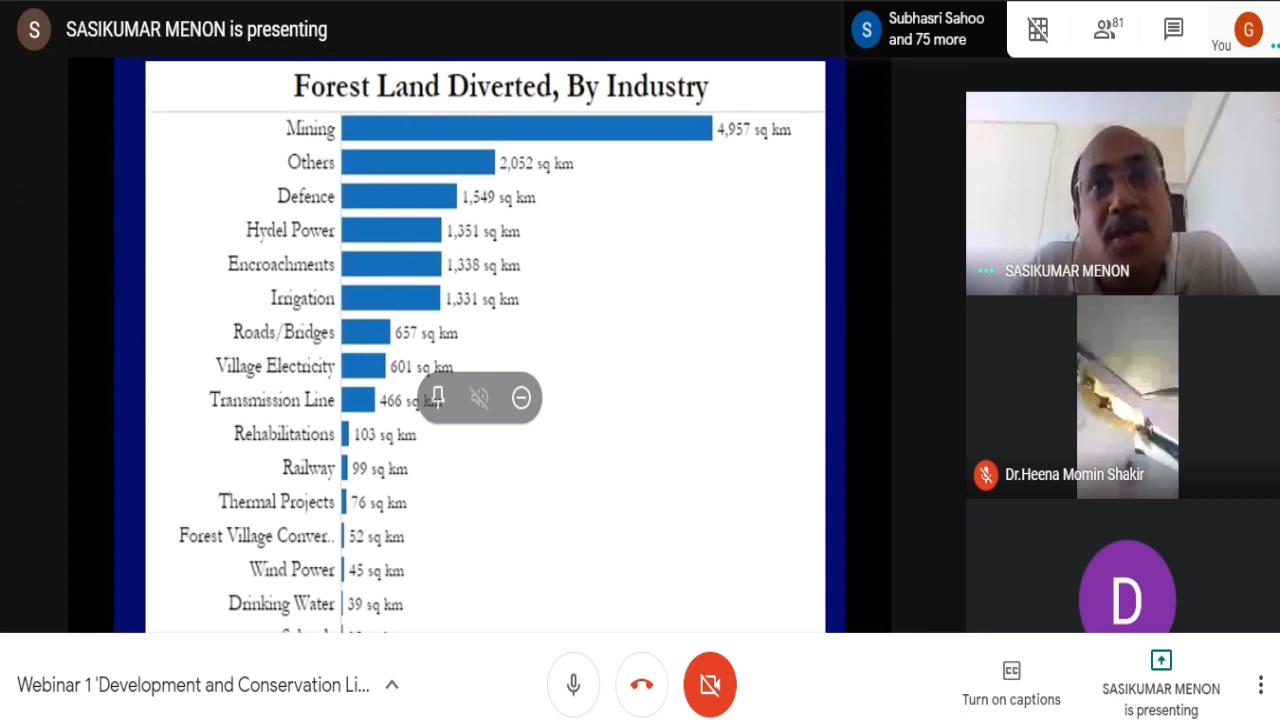 S
SASIKUMAR MENON is presenting
S
Subhasri Sahoo
and 75 more
81
You
G
Forest Land Diverted, By Industry
Mining 4,957 sq km
Others 2,052 sq km
Defence 1,549 sq km
Hydel Power 1,351 sq km
Encroachments 1,338 sq km
Irrigation 1,331 sq km
Roads/Bridges 657 sq km
Village Electricity 601 sq km
Transmission Line 466 sq
Rehabilitations 103 sq km
Railway 99 sq km
Thermal Projects 76 sq km
Forest Village Conver.. 52 sq km
Wind Power 45 sq km
Drinking Water 39 sq km
SASIKUMAR MENON
Dr.Heena Momin Shakir
D
Webinar 1 'Development and Conservation Li...
CC
Turn on captions
SASIKUMAR MENON
is presenting